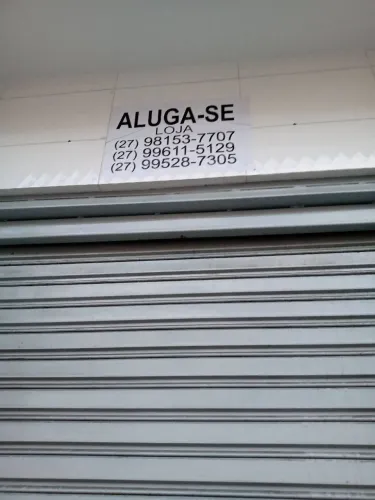 ALUGA-SE
LOJA
(27) 98153-7707
(27) 99611-5129
(27) 99528-7305